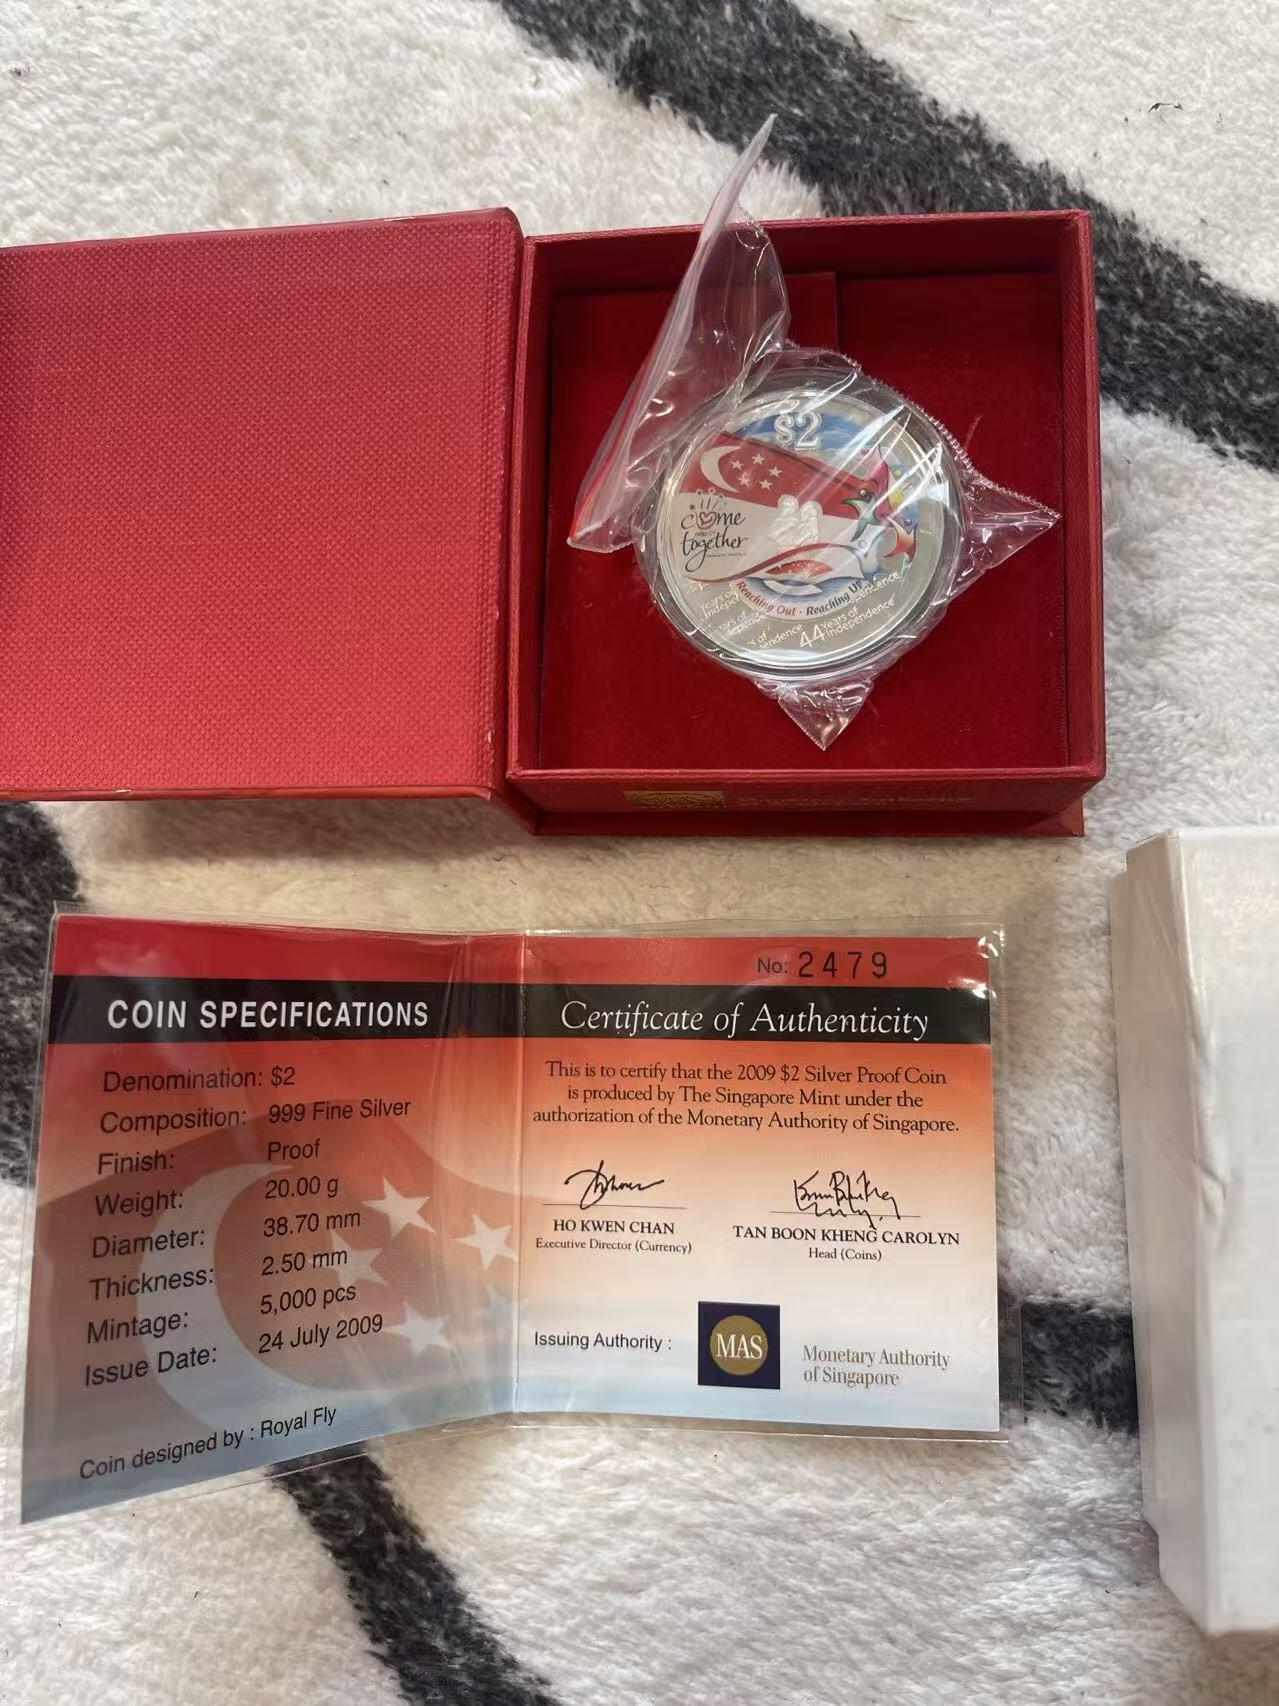 $2
come
together
Reaching Out · Reaching Up
44 Years of
Independence
No: 2479
COIN SPECIFICATIONS
Denomination: $2
Composition: 999 Fine Silver
Finish: Proof
Weight: 20.00 g
Diameter: 38.70 mm
Thickness: 2.50 mm
Mintage: 5,000 pcs
Issue Date: 24 July 2009
Coin designed by : Royal Fly
Certificate of Authenticity
This is to certify that the 2009 $2 Silver Proof Coin
is produced by The Singapore Mint under the
authorization of the Monetary Authority of Singapore.
HO KWEN CHAN
Executive Director (Currency)
TAN BOON KHENG CAROLYN
Head (Coins)
Issuing Authority :
MAS
Monetary Authority
of Singapore